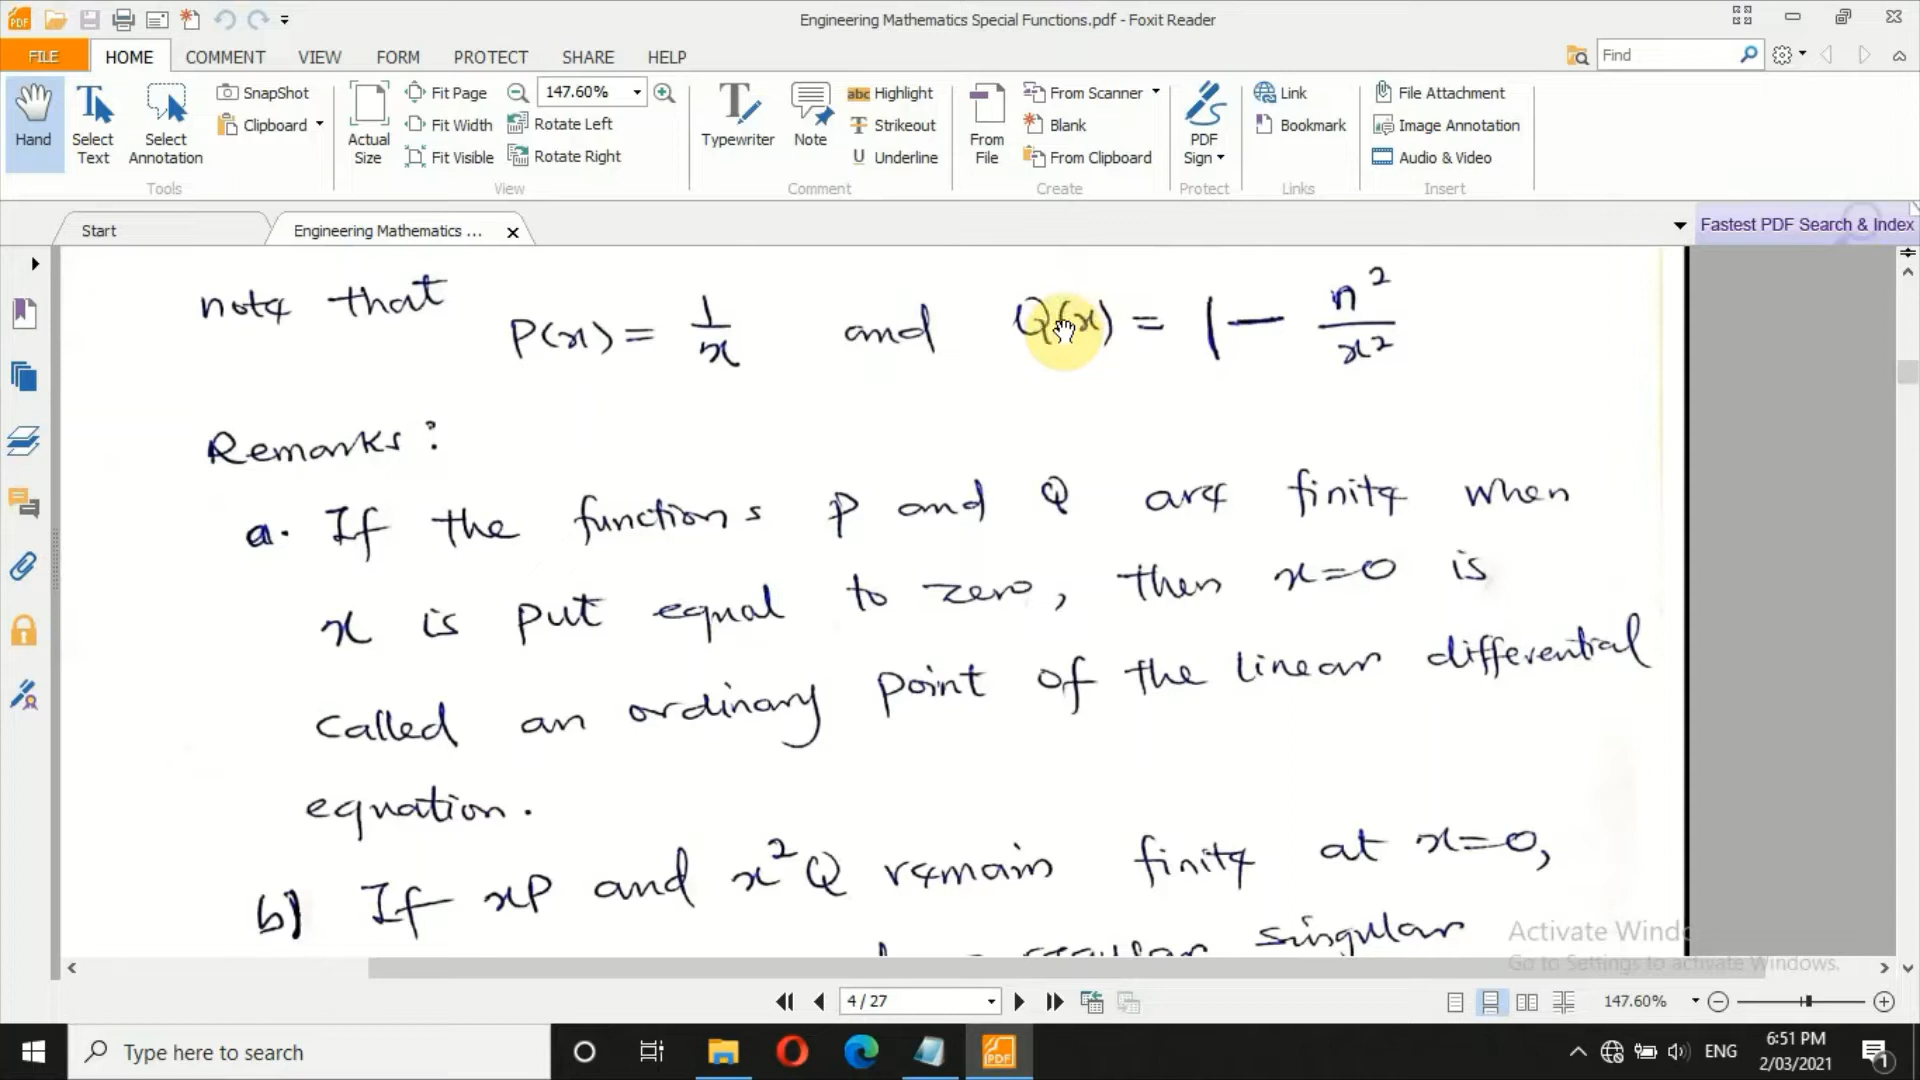 Engineering Mathematics Special Functions.pdf - Foxit Reader
FILE HOME COMMENT VIEW FORM PROTECT SHARE HELP Find
Hand Select Text Select Annotation SnapShot Clipboard Tools
Actual Size Fit Page Fit Width Fit Visible 147.60% Rotate Left Rotate Right View
Typewriter Note Highlight Strikeout Underline Comment
From File From Scanner Blank From Clipboard Create
PDF Sign Protect
Link Bookmark Links
File Attachment Image Annotation Audio & Video Insert
Start Engineering Mathematics ... Fastest PDF Search & Index
note that P(x) = 1/x and Q(x) = 1 - n²/x²
Remarks:
a. If the functions P and Q are finite when
x is put equal to zero, then x=0 is
called an ordinary point of the linear differential
equation.
b) If xP and x²Q remain finite at x=0,
regular singular
Activate Wind
Go to Settings to activate Windows.
4 / 27 147.60%
Type here to search ENG 6:51 PM
2/03/2021